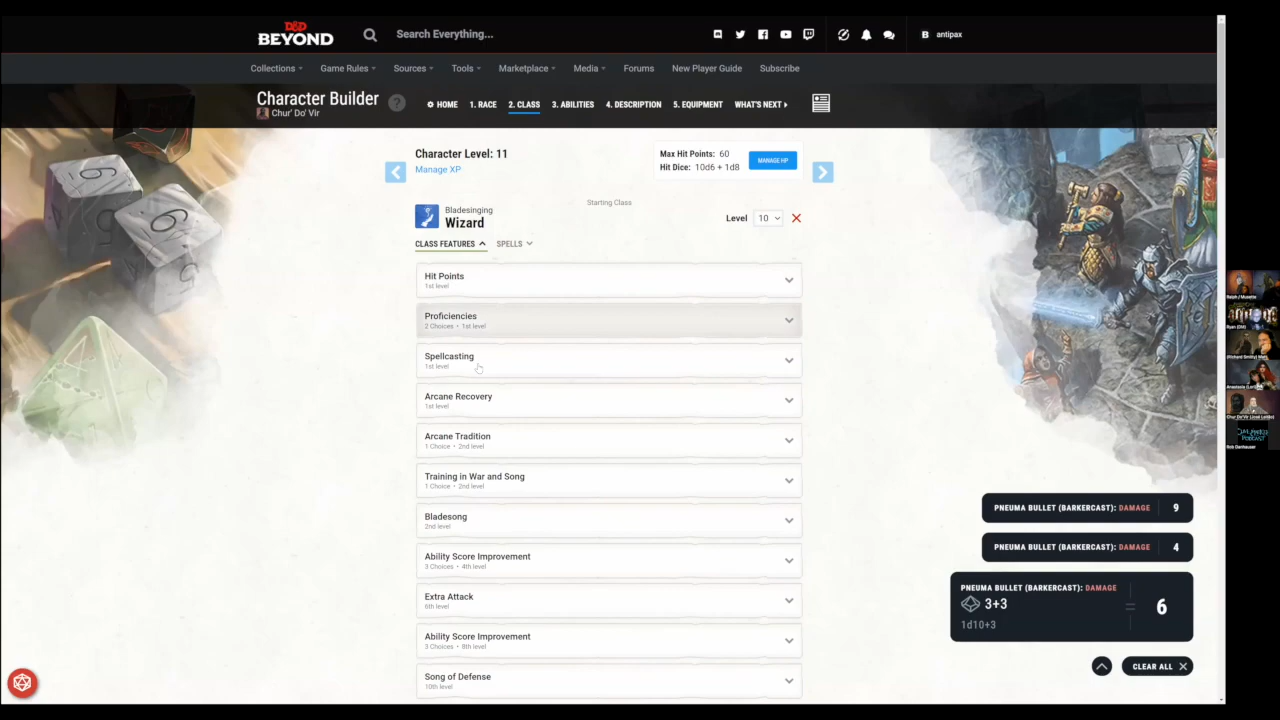 D&D
BEYOND
Search Everything...
B antipax
Collections
Game Rules
Sources
Tools
Marketplace
Media
Forums
New Player Guide
Subscribe
Character Builder
?
Chur' Do' Vir
HOME
1. RACE
2. CLASS
3. ABILITIES
4. DESCRIPTION
5. EQUIPMENT
WHAT'S NEXT
Character Level: 11
Manage XP
Max Hit Points: 60
Hit Dice: 10d6 + 1d8
MANAGE HP
Starting Class
Bladesinging
Wizard
Level 10
CLASS FEATURES
SPELLS
Hit Points
1st level
Proficiencies
2 Choices • 1st level
Spellcasting
1st level
Arcane Recovery
1st level
Arcane Tradition
1 Choice • 2nd level
Training in War and Song
1 Choice • 2nd level
Bladesong
2nd level
Ability Score Improvement
3 Choices • 4th level
Extra Attack
6th level
Ability Score Improvement
3 Choices • 8th level
Song of Defense
10th level
PNEUMA BULLET (BARKERCAST): DAMAGE 9
PNEUMA BULLET (BARKERCAST): DAMAGE 4
PNEUMA BULLET (BARKERCAST): DAMAGE
3+3 = 6
1d10+3
CLEAR ALL
Ralph / Musette
Ryan (DM)
Rob Danhauser